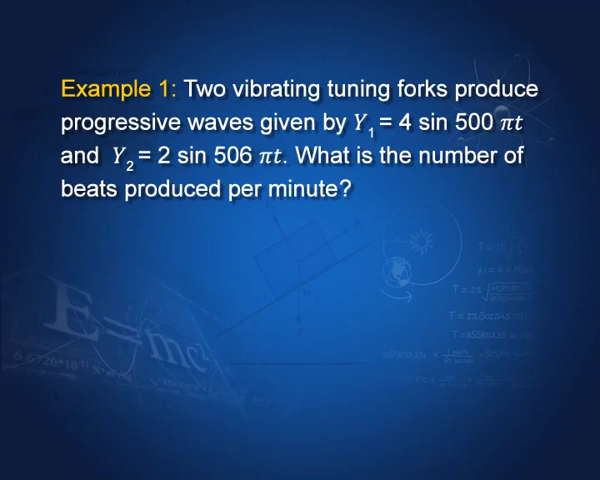 Example 1: Two vibrating tuning forks produce
progressive waves given by Y₁ = 4 sin 500 πt
and Y₂ = 2 sin 506 πt. What is the number of
beats produced per minute?
E=mc²